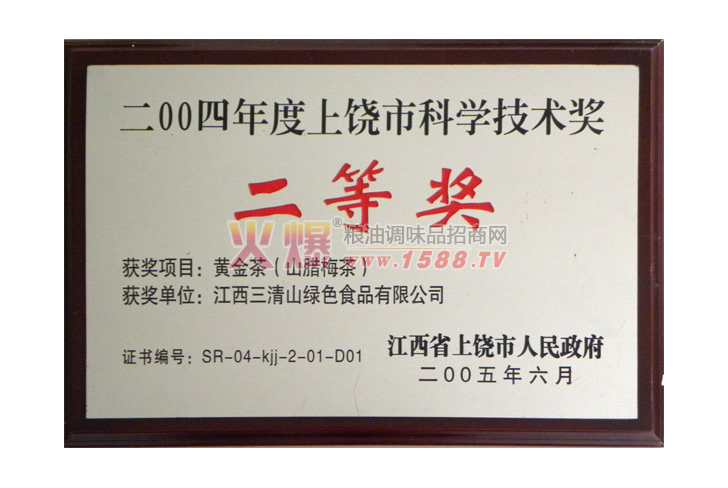 二00四年度上饶市科学技术奖
二等奖
火爆®粮油调味品招商网
www.1588.TV
获奖项目：黄金茶（山腊梅茶）
获奖单位：江西三清山绿色食品有限公司
证书编号：SR-04-kjj-2-01-D01
江西省上饶市人民政府
二00五年六月